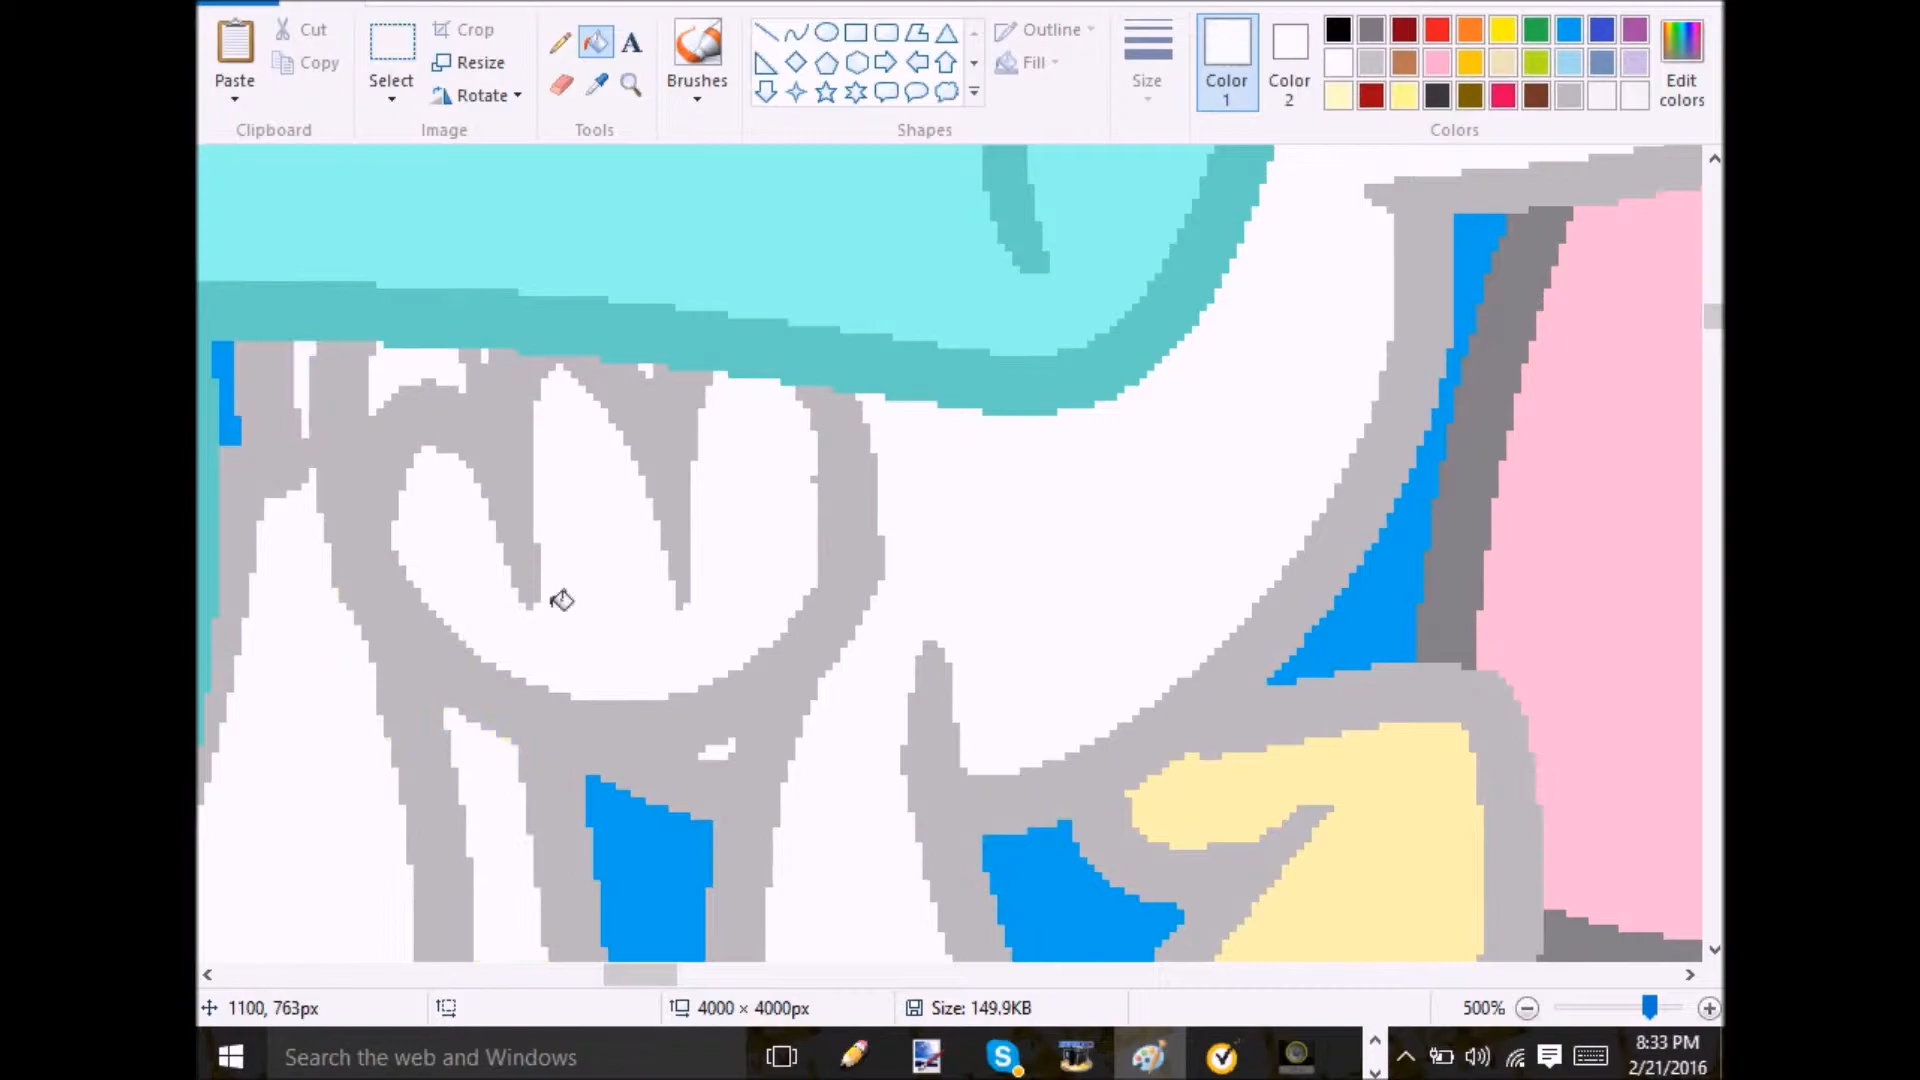 Cut
Crop
Outline
Copy
Resize
Fill
Paste
Select
Rotate
A
Brushes
Size
Color 1
Color 2
Edit colors
Clipboard
Image
Tools
Shapes
Colors
1100, 763px
4000 × 4000px
Size: 149.9KB
500%
Search the web and Windows
8:33 PM
2/21/2016